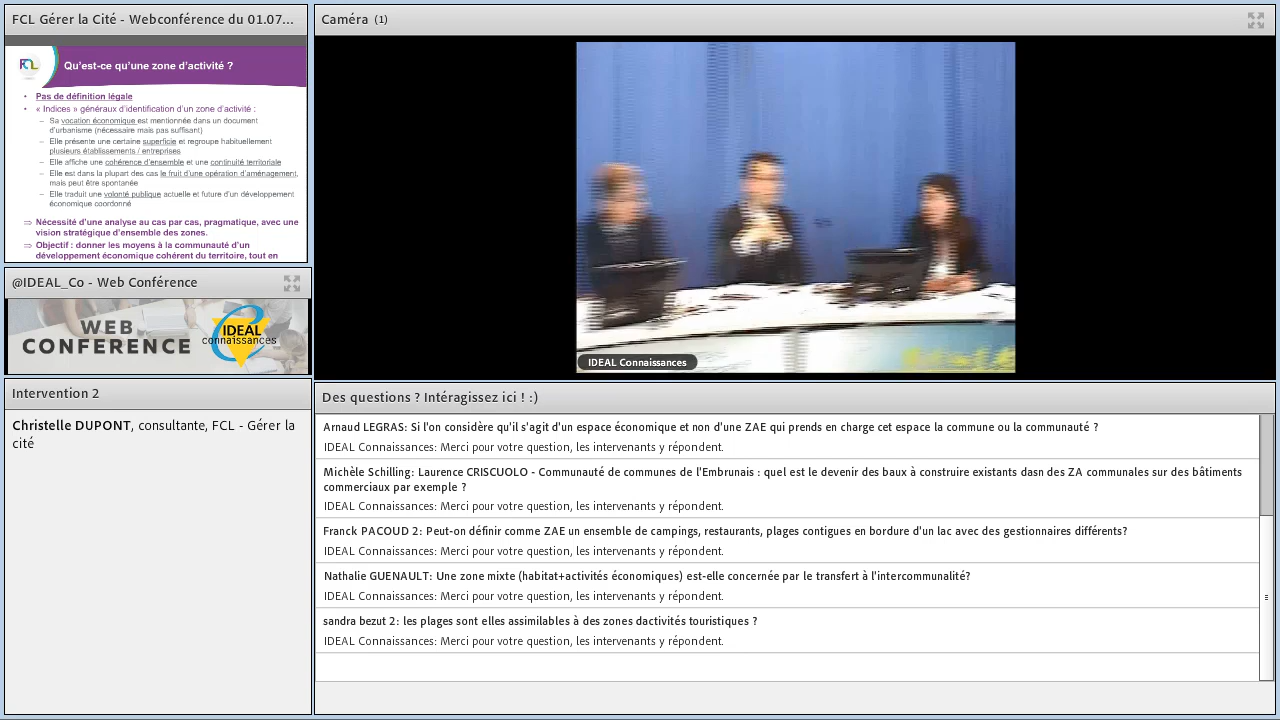 FCL Gérer la Cité - Webconférence du 01.07...
FCL
Qu'est-ce qu'une zone d'activité ?
• Pas de définition légale
• « Indices » généraux d'identification d'un zone d'activité :
– Sa vocation économique est mentionnée dans un document
d'urbanisme (nécessaire mais pas suffisant)
– Elle présente une certaine superficie et regroupe habituellement
plusieurs établissements / entreprises
– Elle affiche une cohérence d'ensemble et une continuité territoriale
– Elle est dans la plupart des cas le fruit d'une opération d'aménagement,
mais peut être spontanée
– Elle traduit une volonté publique actuelle et future d'un développement
économique coordonné
⇒ Nécessité d'une analyse au cas par cas, pragmatique, avec une
vision stratégique d'ensemble des zones.
⇒ Objectif : donner les moyens à la communauté d'un
développement économique cohérent du territoire, tout en
@IDEAL_Co - Web Conférence
WEB
CONFERENCE
IDEAL
connaissances
Intervention 2
Christelle DUPONT, consultante, FCL - Gérer la
cité
Caméra (1)
IDEAL Connaissances
Des questions ? Intéragissez ici ! :)
Arnaud LEGRAS: Si l'on considère qu'il s'agit d'un espace économique et non d'une ZAE qui prends en charge cet espace la commune ou la communauté ?
IDEAL Connaissances: Merci pour votre question, les intervenants y répondent.
Michèle Schilling: Laurence CRISCUOLO - Communauté de communes de l'Embrunais : quel est le devenir des baux à construire existants dasn des ZA communales sur des bâtiments
commerciaux par exemple ?
IDEAL Connaissances: Merci pour votre question, les intervenants y répondent.
Franck PACOUD 2: Peut-on définir comme ZAE un ensemble de campings, restaurants, plages contigues en bordure d'un lac avec des gestionnaires différents?
IDEAL Connaissances: Merci pour votre question, les intervenants y répondent.
Nathalie GUENAULT: Une zone mixte (habitat+activités économiques) est-elle concernée par le transfert à l'intercommunalité?
IDEAL Connaissances: Merci pour votre question, les intervenants y répondent.
sandra bezut 2: les plages sont elles assimilables à des zones dactivités touristiques ?
IDEAL Connaissances: Merci pour votre question, les intervenants y répondent.